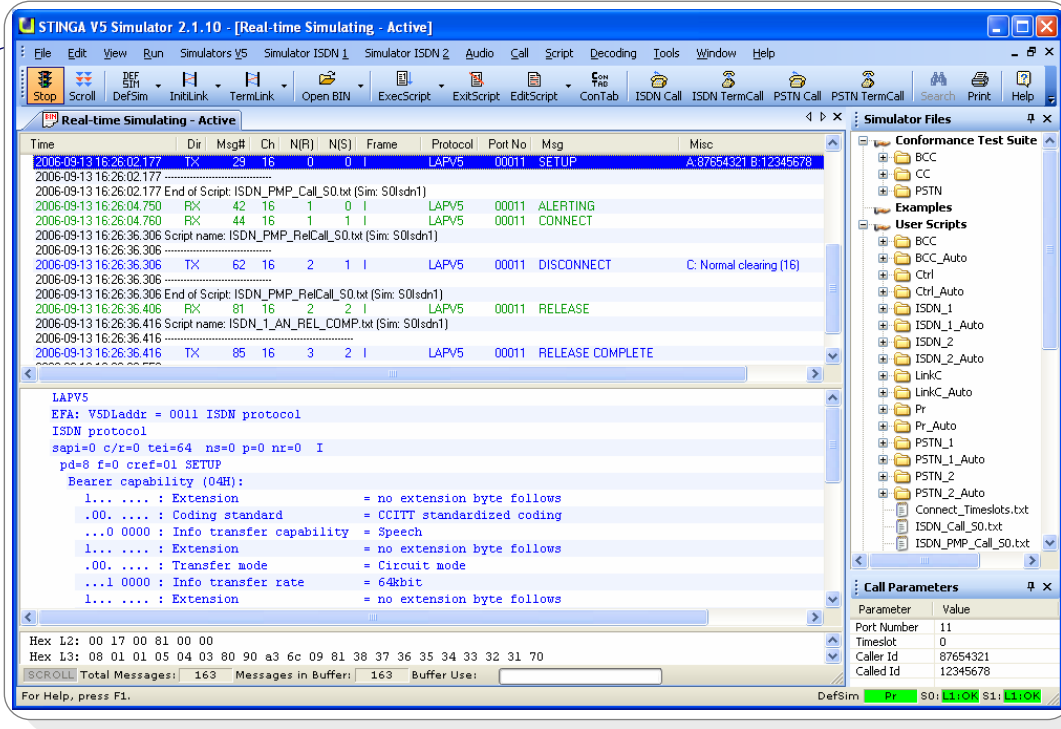 STINGA V5 Simulator 2.1.10 - [Real-time Simulating - Active]
File Edit View Run Simulators V5 Simulator ISDN 1 Simulator ISDN 2 Audio Call Script Decoding Tools Window Help
Stop Scroll DefSim InitiLink TermLink Open BIN ExecScript ExitScript EditScript ConTab ISDN Call ISDN TermCall PSTN Call PSTN TermCall Search Print Help
Real-time Simulating - Active
Time Dir Msg# Ch N(R) N(S) Frame Protocol Port No Msg Misc
2006-09-13 16:26:02.177 TX 29 16 0 0 I LAPV5 00011 SETUP A:87654321 B:12345678
2006-09-13 16:26:02.177 --------------------------------
2006-09-13 16:26:02.177 End of Script: ISDN_PMP_Call_S0.txt (Sim: S0Isdn1)
2006-09-13 16:26:04.750 RX 42 16 1 0 I LAPV5 00011 ALERTING
2006-09-13 16:26:04.760 RX 44 16 1 1 I LAPV5 00011 CONNECT
2006-09-13 16:26:36.306 Script name: ISDN_PMP_RelCall_S0.txt (Sim: S0Isdn1)
2006-09-13 16:26:36.306 --------------------------------
2006-09-13 16:26:36.306 TX 62 16 2 1 I LAPV5 00011 DISCONNECT C: Normal clearing (16)
2006-09-13 16:26:36.306 --------------------------------
2006-09-13 16:26:36.306 End of Script: ISDN_PMP_RelCall_S0.txt (Sim: S0Isdn1)
2006-09-13 16:26:36.406 RX 81 16 2 2 I LAPV5 00011 RELEASE
2006-09-13 16:26:36.416 Script name: ISDN_1_AN_REL_COMP.txt (Sim: S0Isdn1)
2006-09-13 16:26:36.416 --------------------------------------------------------
2006-09-13 16:26:36.416 TX 85 16 3 2 I LAPV5 00011 RELEASE COMPLETE
LAPV5
EFA: V5DLaddr = 0011 ISDN protocol
ISDN protocol
sapi=0 c/r=0 tei=64 ns=0 p=0 nr=0 I
pd=8 f=0 cref=01 SETUP
Bearer capability (04H):
1... .... : Extension = no extension byte follows
.00. .... : Coding standard = CCITT standardized coding
...0 0000 : Info transfer capability = Speech
1... .... : Extension = no extension byte follows
.00. .... : Transfer mode = Circuit mode
...1 0000 : Info transfer rate = 64kbit
1... .... : Extension = no extension byte follows
Hex L2: 00 17 00 81 00 00
Hex L3: 08 01 01 05 04 03 80 90 a3 6c 09 81 38 37 36 35 34 33 32 31 70
SCROLL Total Messages: 163 Messages in Buffer: 163 Buffer Use:
Simulator Files
Conformance Test Suite
BCC
CC
PSTN
Examples
User Scripts
BCC
BCC_Auto
Ctrl
Ctrl_Auto
ISDN_1
ISDN_1_Auto
ISDN_2
ISDN_2_Auto
LinkC
LinkC_Auto
Pr
Pr_Auto
PSTN_1
PSTN_1_Auto
PSTN_2
PSTN_2_Auto
Connect_Timeslots.txt
ISDN_Call_S0.txt
ISDN_PMP_Call_S0.txt
Call Parameters
Parameter Value
Port Number 11
Timeslot 0
Caller Id 87654321
Called Id 12345678
For Help, press F1.
DefSim Pr S0: L1:OK S1: L1:OK